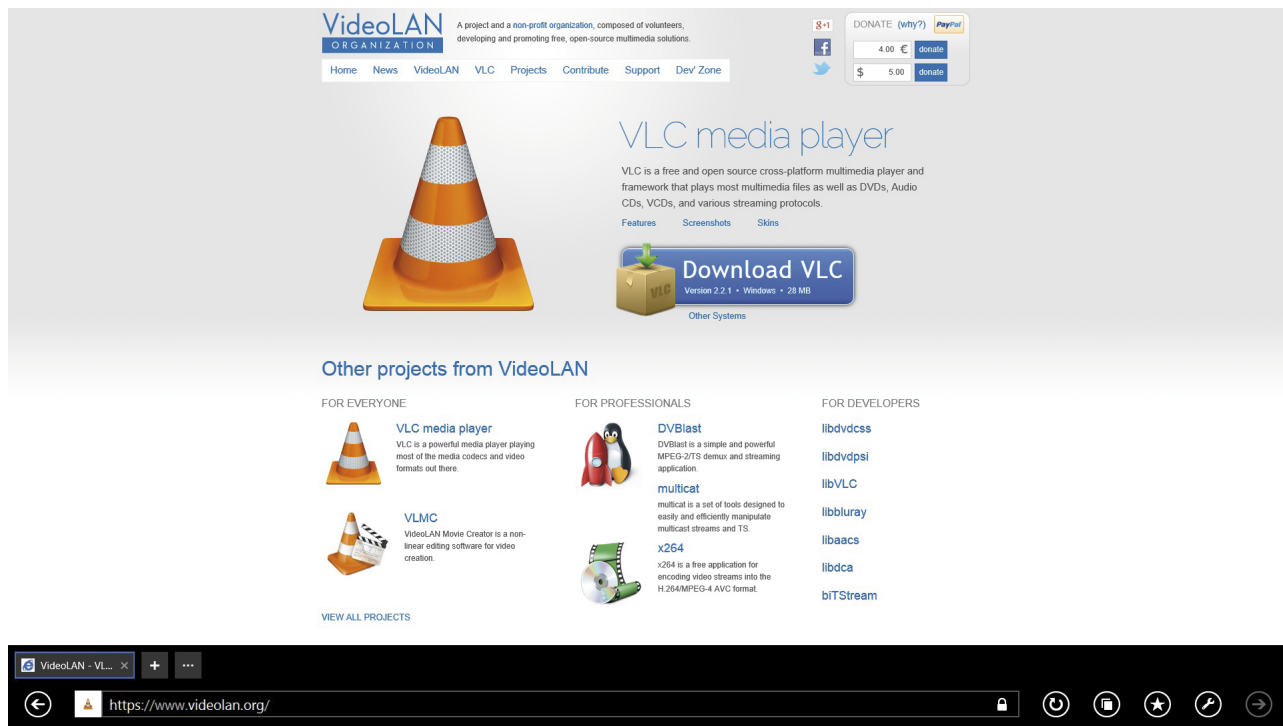 VideoLAN
ORGANIZATION
A project and a non-profit organization, composed of volunteers,
developing and promoting free, open-source multimedia solutions.
g+1
DONATE (why?) PayPal
4.00 € donate
$ 5.00 donate
Home News VideoLAN VLC Projects Contribute Support Dev' Zone
VLC media player
VLC is a free and open source cross-platform multimedia player and
framework that plays most multimedia files as well as DVDs, Audio
CDs, VCDs, and various streaming protocols.
Features Screenshots Skins
VLC
Download VLC
Version 2.2.1 • Windows • 28 MB
Other Systems
Other projects from VideoLAN
FOR EVERYONE
VLC media player
VLC is a powerful media player playing
most of the media codecs and video
formats out there.
VLMC
VideoLAN Movie Creator is a non-
linear editing software for video
creation.
VIEW ALL PROJECTS
FOR PROFESSIONALS
DVBlast
DVBlast is a simple and powerful
MPEG-2/TS demux and streaming
application.
multicat
multicat is a set of tools designed to
easily and efficiently manipulate
multicast streams and TS.
x264
x264 is a free application for
encoding video streams into the
H.264/MPEG-4 AVC format.
FOR DEVELOPERS
libdvdcss
libdvdpsi
libVLC
libbluray
libaacs
libdca
biTStream
VideoLAN - VL...
https://www.videolan.org/